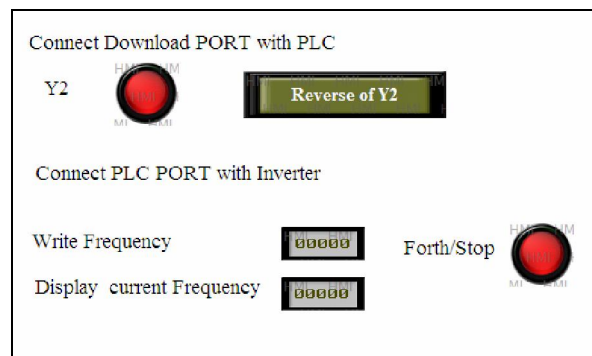 Connect Download PORT with PLC
Y2
Reverse of Y2
Connect PLC PORT with Inverter
Write Frequency 00000 Forth/Stop
Display current Frequency 00000